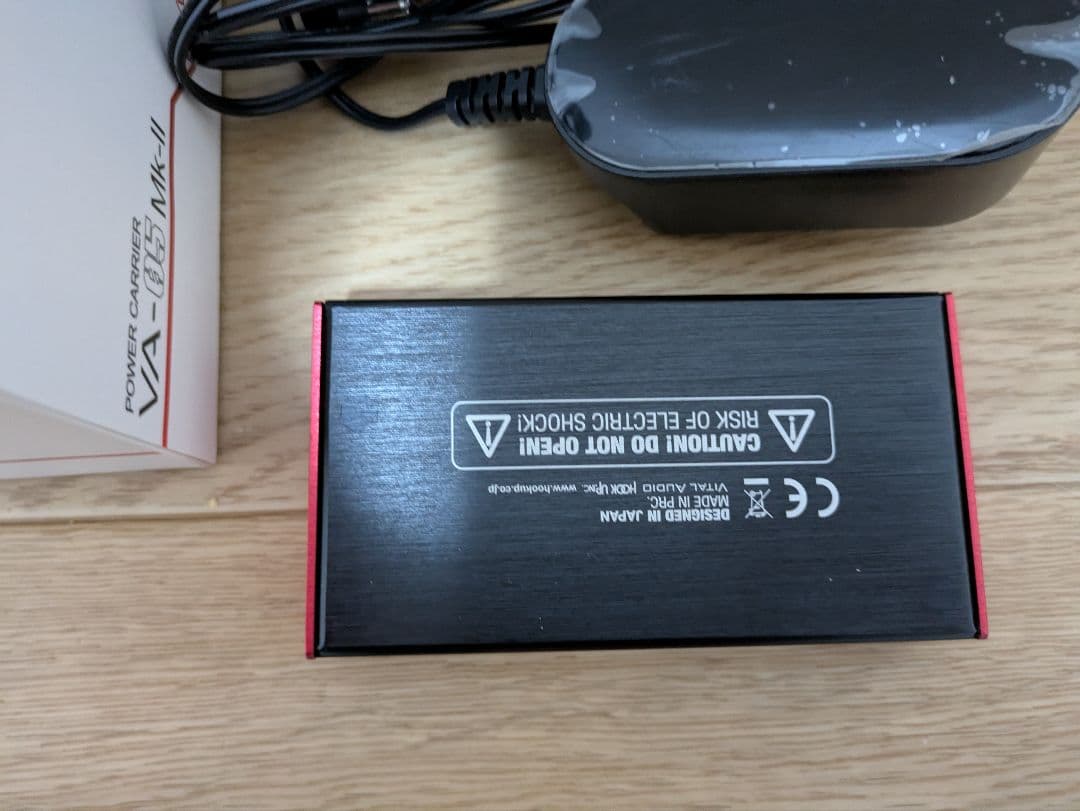 POWER CARRIER
VA-05 Mk-II
CAUTION! DO NOT OPEN!
RISK OF ELECTRIC SHOCK!
CE
DESIGNED IN JAPAN
MADE IN PRC.
VITAL AUDIO HOOK UP,INC. www.hookup.co.jp